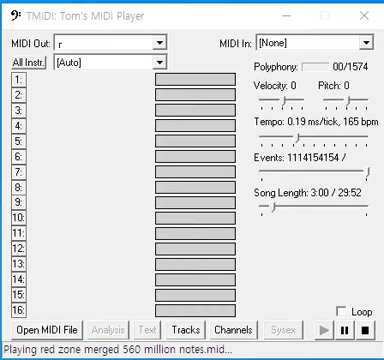 TMIDI: Tom's MIDI Player
MIDI Out: r
MIDI In: [None]
All Instr. [Auto]
Polyphony: 00/1574
Velocity: 0 Pitch: 0
Tempo: 0.19 ms/tick, 165 bpm
Events: 1114154154 /
Song Length: 3:00 / 29:52
1:
2:
3:
4:
5:
6:
7:
8:
9:
10:
11:
12:
13:
14:
15:
16:
Loop
Open MIDI File Analysis Text Tracks Channels Sysex
Playing red zone merged 560 million notes.mid...